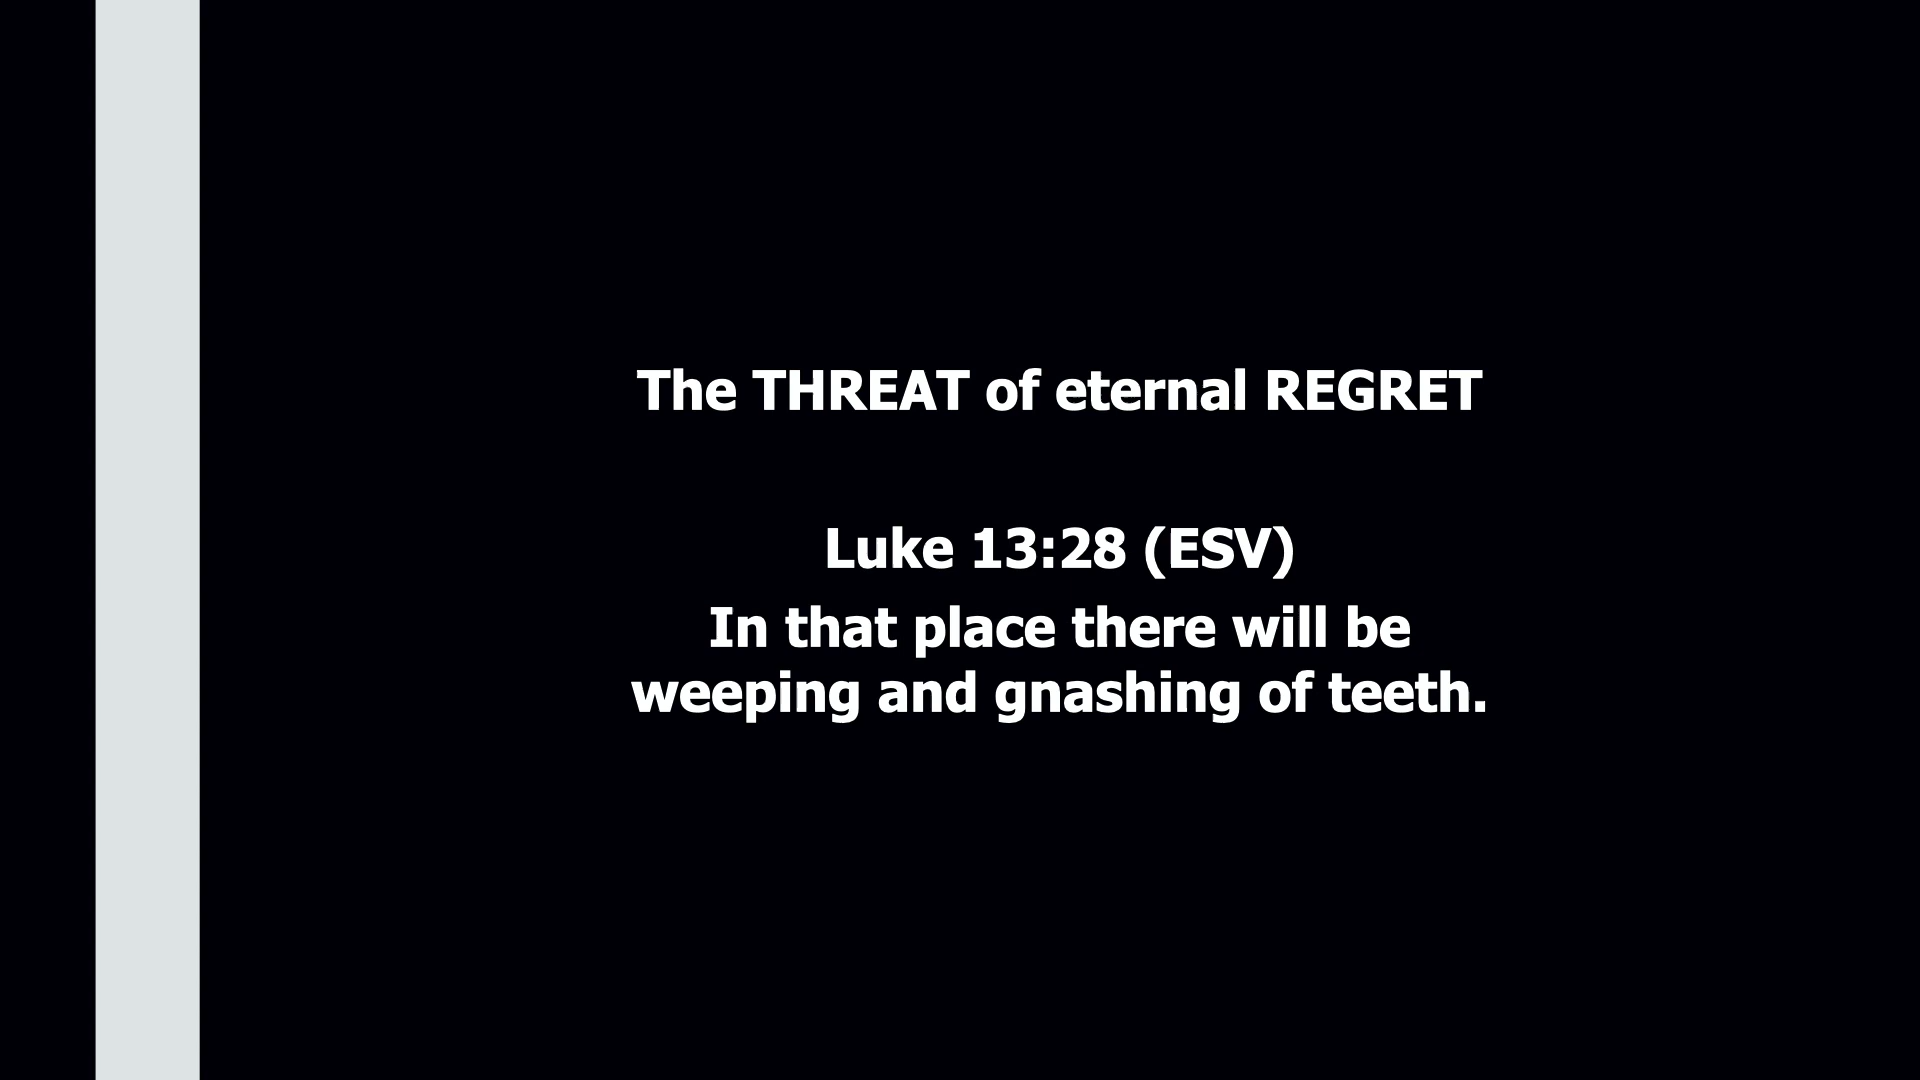 The THREAT of eternal REGRET
Luke 13:28 (ESV)
In that place there will be
weeping and gnashing of teeth.